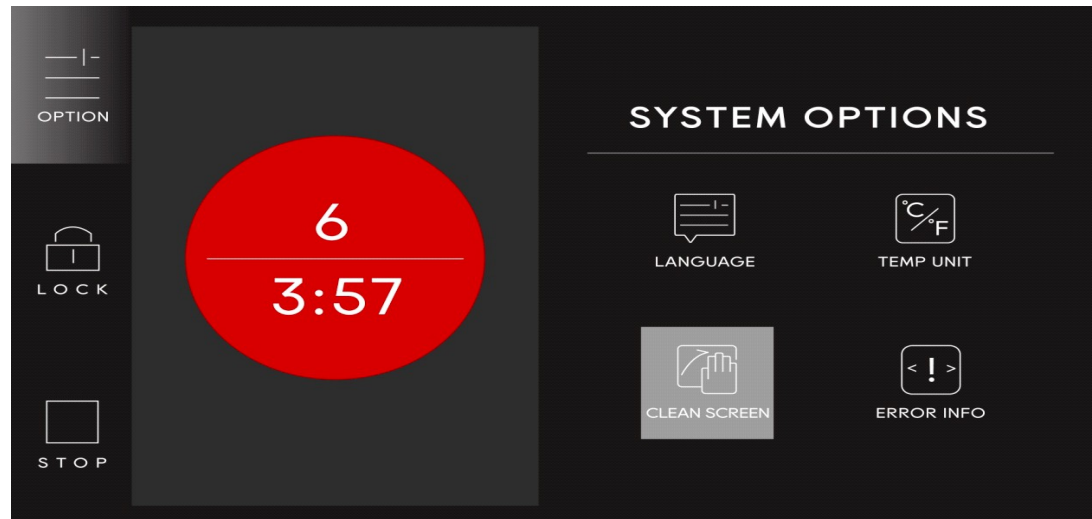 OPTION
LOCK
STOP
6
3:57
SYSTEM OPTIONS
LANGUAGE
°C/°F
TEMP UNIT
CLEAN SCREEN
< ! >
ERROR INFO